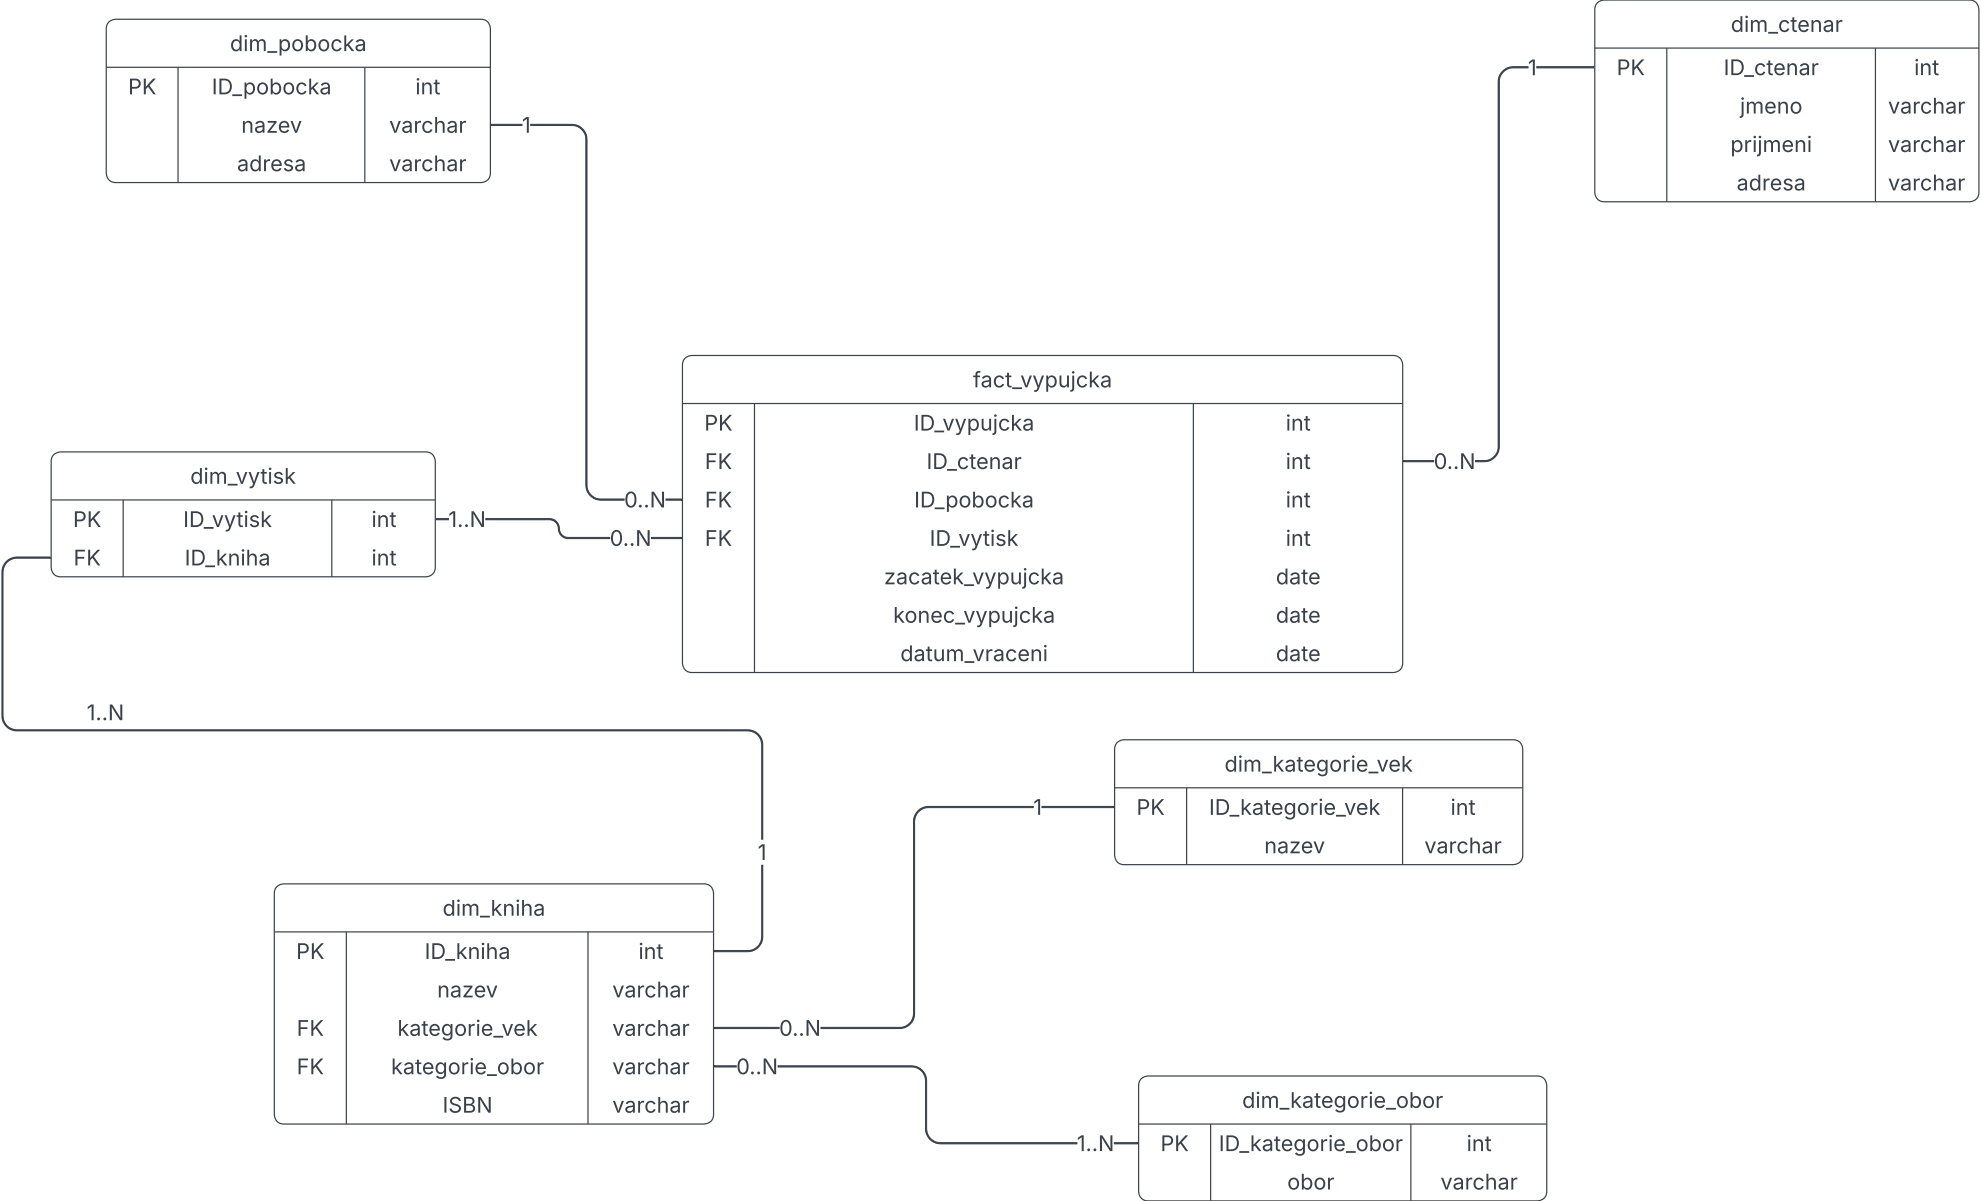 dim_pobocka
PK ID_pobocka int
nazev varchar
adresa varchar
1
dim_ctenar
PK ID_ctenar int
jmeno varchar
prijmeni varchar
adresa varchar
1
fact_vypujcka
PK ID_vypujcka int
FK ID_ctenar int
FK ID_pobocka int
FK ID_vytisk int
zacatek_vypujcka date
konec_vypujcka date
datum_vraceni date
0..N
0..N
0..N
dim_vytisk
PK ID_vytisk int
FK ID_kniha int
1..N
1..N
1
dim_kategorie_vek
PK ID_kategorie_vek int
nazev varchar
1
dim_kniha
PK ID_kniha int
nazev varchar
FK kategorie_vek varchar
FK kategorie_obor varchar
ISBN varchar
0..N
0..N
dim_kategorie_obor
PK ID_kategorie_obor int
obor varchar
1..N